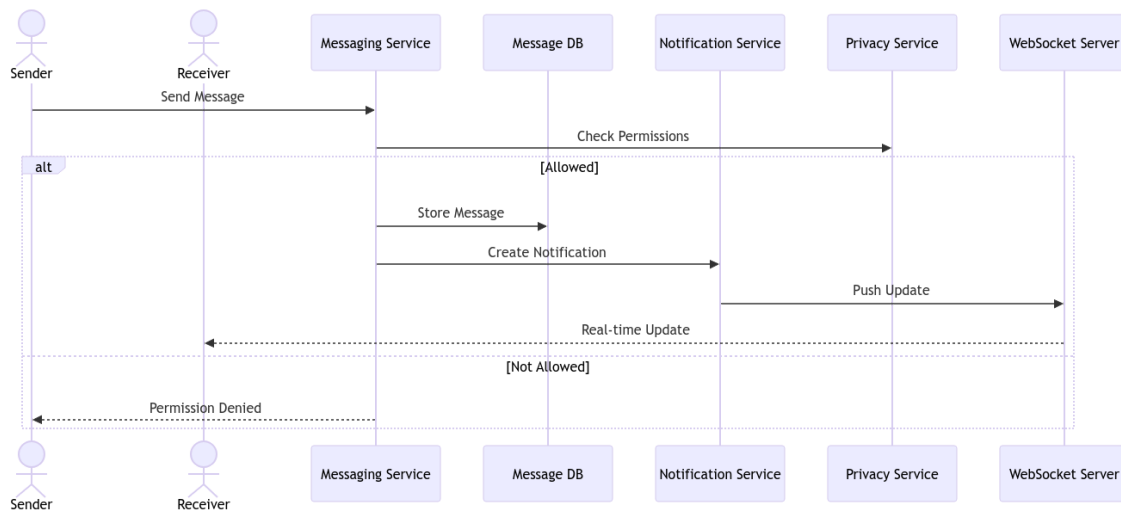 Sender
Receiver
Messaging Service
Message DB
Notification Service
Privacy Service
WebSocket Server
Send Message
Check Permissions
alt
[Allowed]
Store Message
Create Notification
Push Update
Real-time Update
[Not Allowed]
Permission Denied
Sender
Receiver
Messaging Service
Message DB
Notification Service
Privacy Service
WebSocket Server